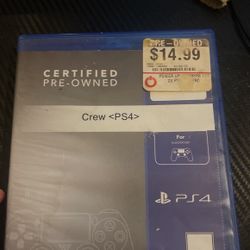 PRE-OWNED
$14.99
CERTIFIED
PRE-OWNED
Crew <PS4>
For
PS4